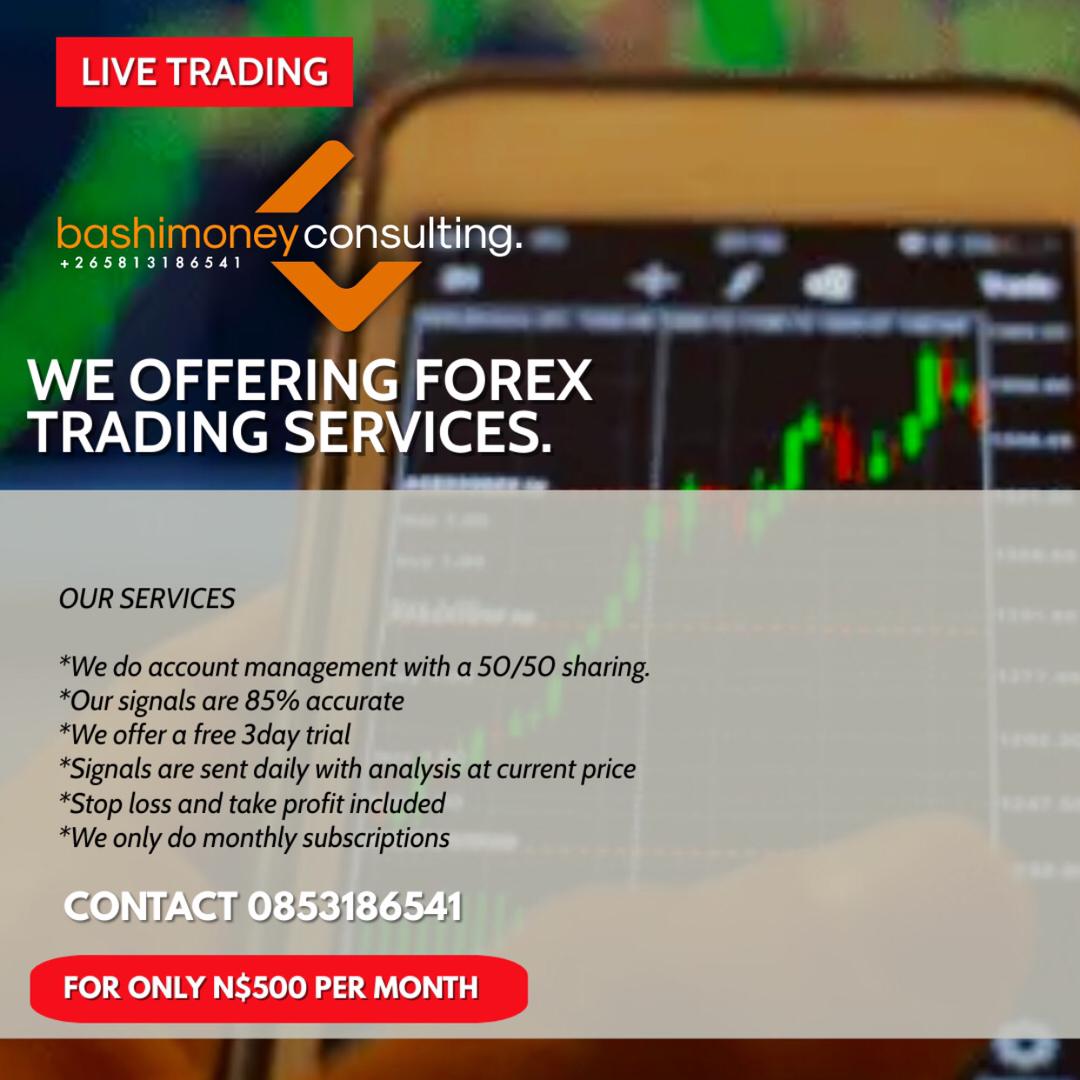 LIVE TRADING
bashimoneyconsulting.
+265813186541
WE OFFERING FOREX
TRADING SERVICES.
OUR SERVICES
*We do account management with a 50/50 sharing.
*Our signals are 85% accurate
*We offer a free 3day trial
*Signals are sent daily with analysis at current price
*Stop loss and take profit included
*We only do monthly subscriptions
CONTACT 0853186541
FOR ONLY N$500 PER MONTH